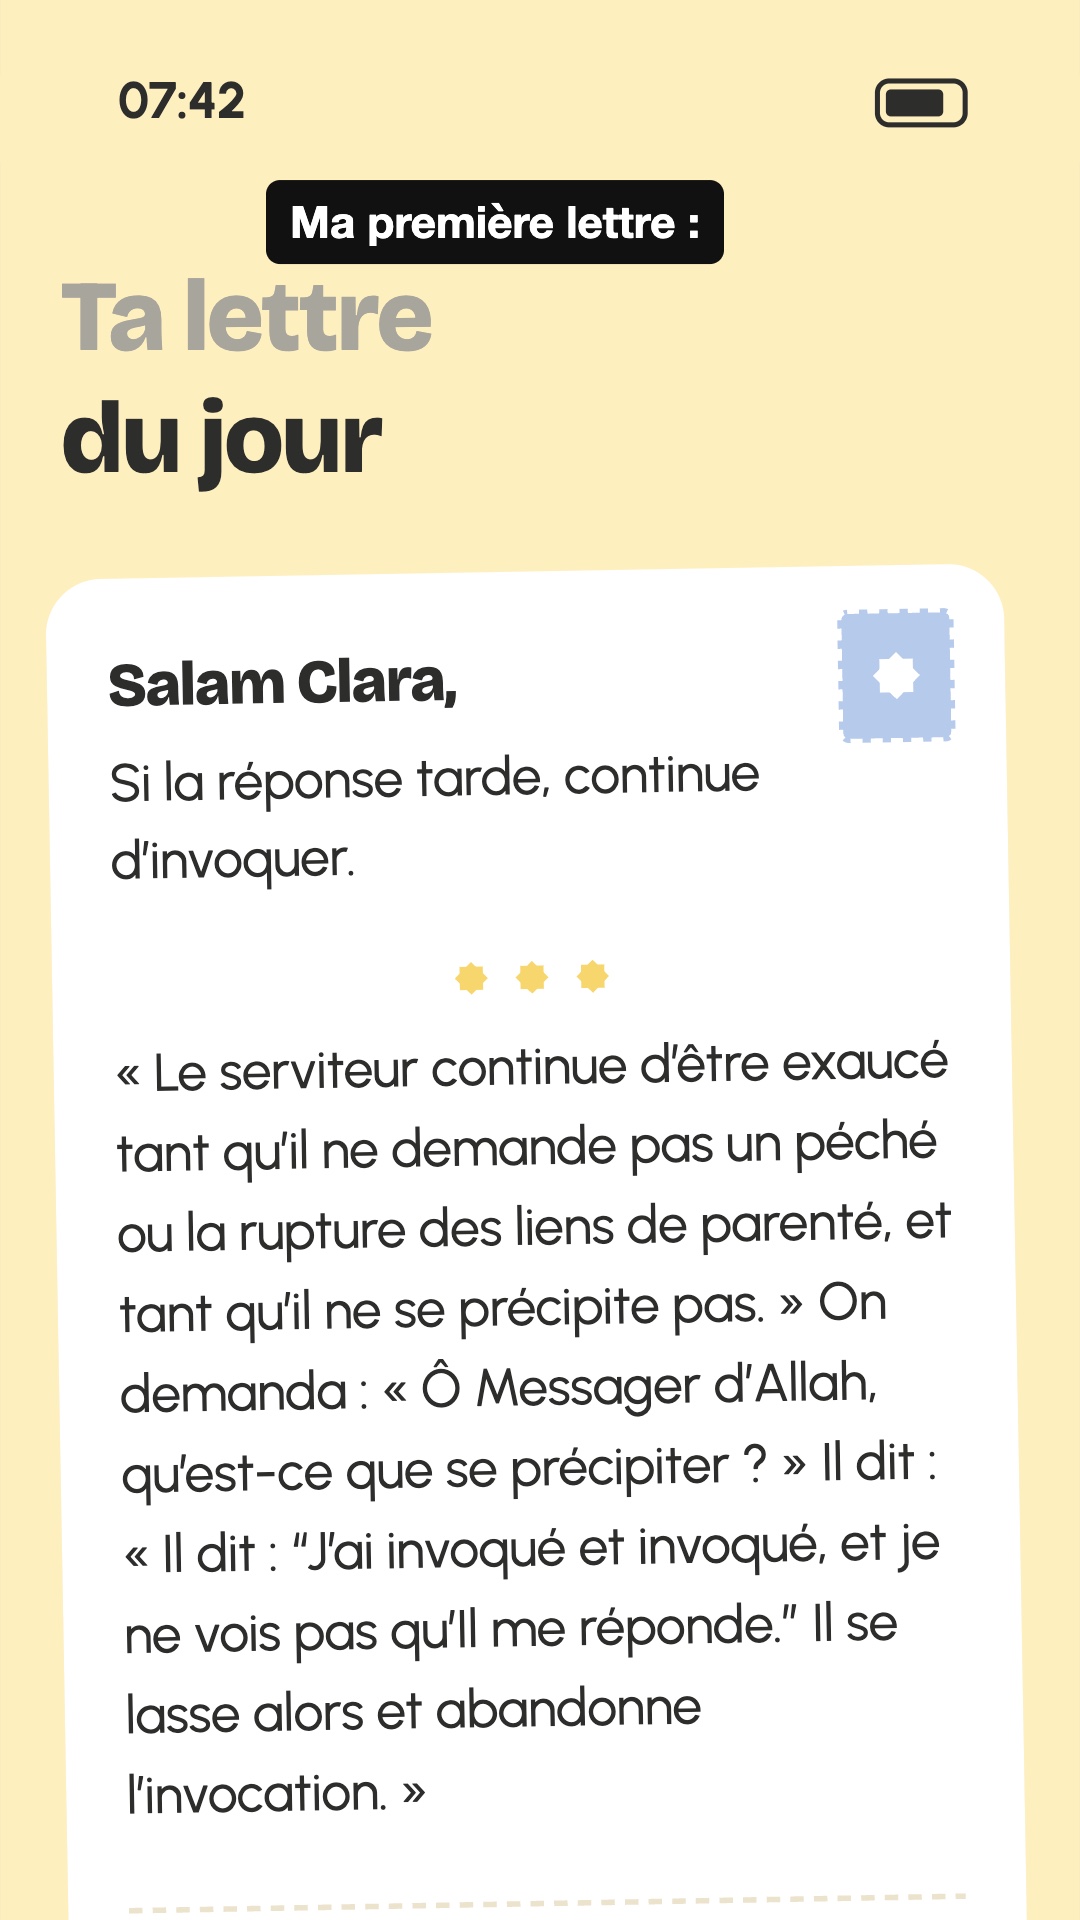 07:42
Ma première lettre :
Ta lettre
du jour
Salam Clara,
Si la réponse tarde, continue
d'invoquer.
« Le serviteur continue d'être exaucé
tant qu'il ne demande pas un péché
ou la rupture des liens de parenté, et
tant qu'il ne se précipite pas. » On
demanda : « Ô Messager d'Allah,
qu'est-ce que se précipiter ? » Il dit :
« Il dit : "J'ai invoqué et invoqué, et je
ne vois pas qu'Il me réponde." Il se
lasse alors et abandonne
l'invocation. »